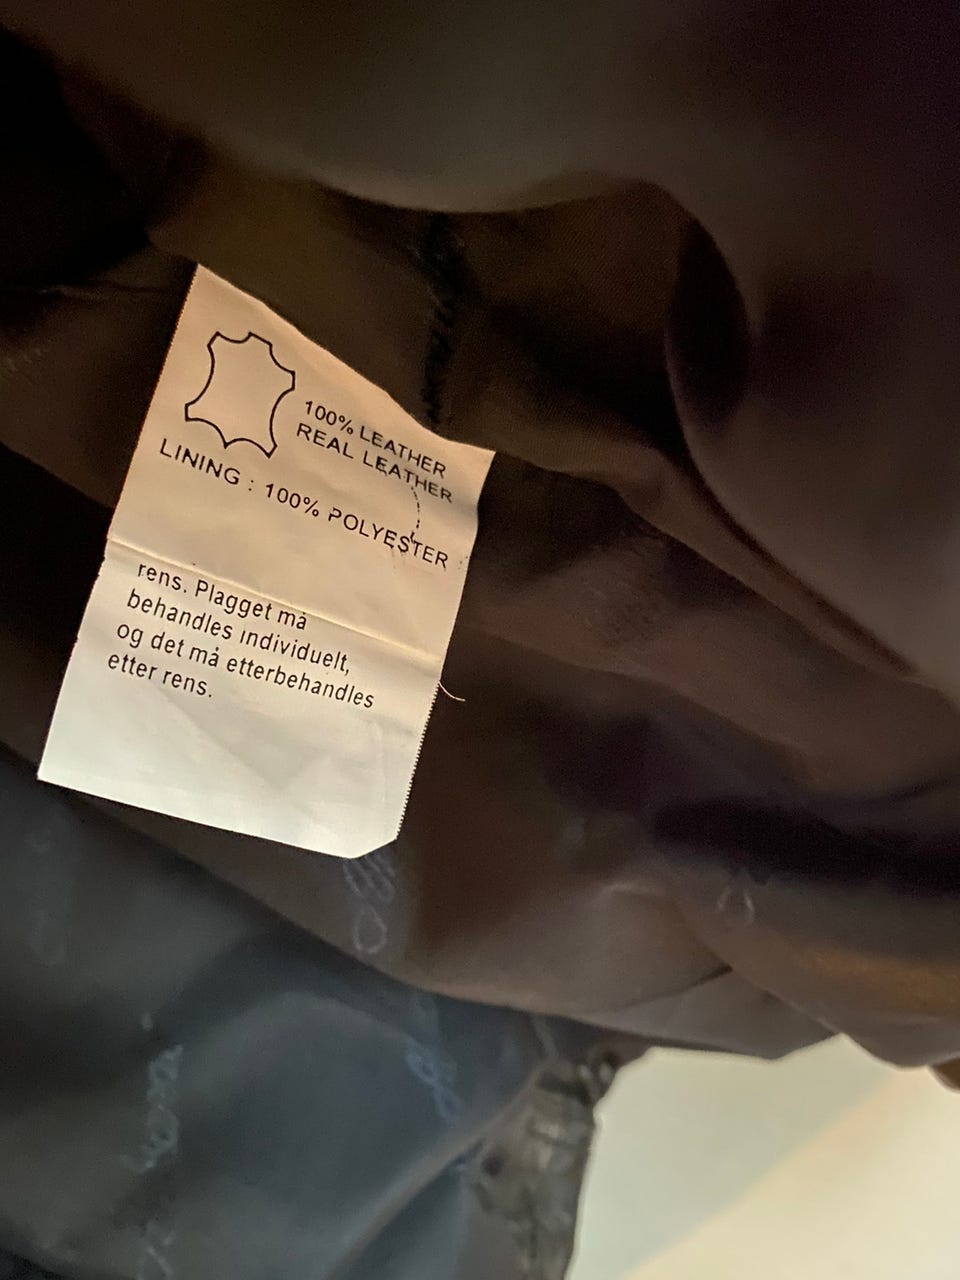 100% LEATHER
REAL LEATHER
LINING : 100% POLYESTER
rens. Plagget må
behandles individuelt,
og det må etterbehandles
etter rens.